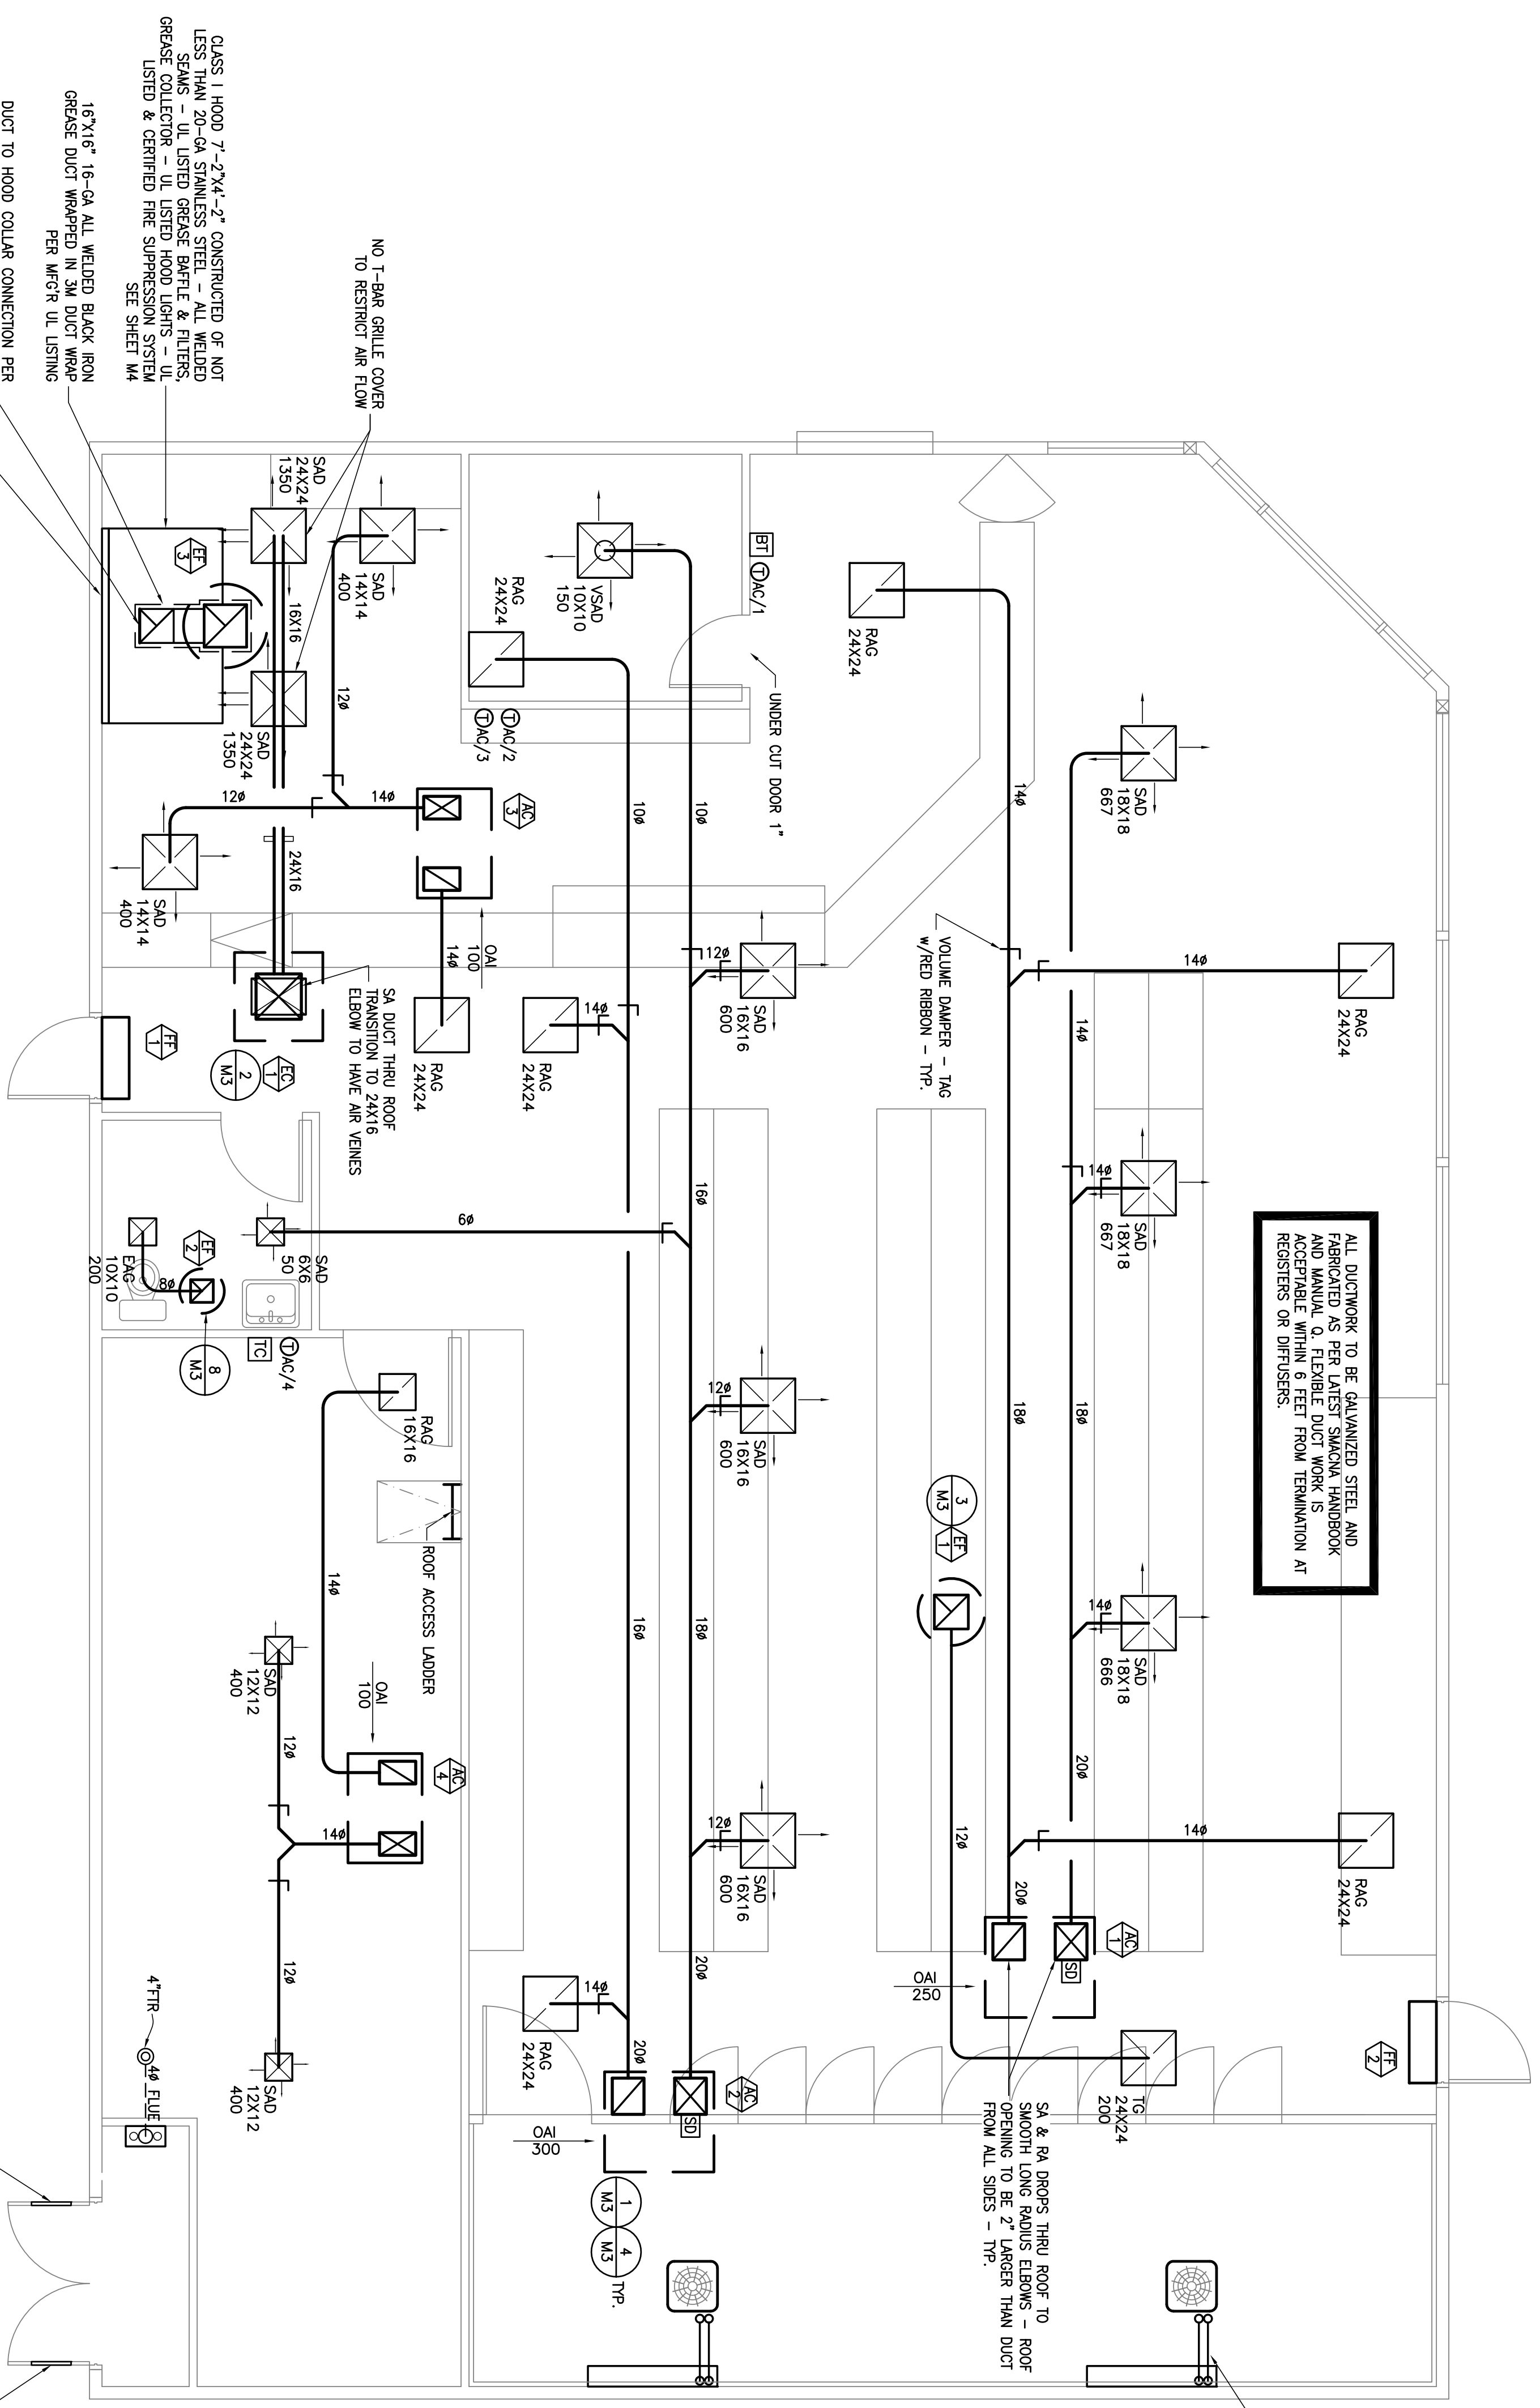 ALL DUCTWORK TO BE GALVANIZED STEEL AND
FABRICATED AS PER LATEST SMACNA HANDBOOK
AND MANUAL Q. FLEXIBLE DUCT WORK IS
ACCEPTABLE WITHIN 6 FEET FROM TERMINATION AT
REGISTERS OR DIFFUSERS.
FF
2
RAG
24X24
14ø
RAG
24X24
14ø
SAD
18X18
667
14ø
SAD
18X18
667
14ø
18ø
SAD
18X18
666
14ø
20ø
AC
1
SD
TG
24X24
200
SA & RA DROPS THRU ROOF TO
SMOOTH LONG RADIUS ELBOWS - ROOF
OPENING TO BE 2" LARGER THAN DUCT
FROM ALL SIDES - TYP.
RAG
24X24
14ø
18ø
20ø
VOLUME DAMPER - TAG
w/RED RIBBON - TYP.
3
M3
EF
1
12ø
OAI
250
UNDER CUT DOOR 1"
BT
T AC/1
SAD
16X16
600
12ø
SAD
16X16
600
12ø
SAD
16X16
600
12ø
AC
2
SD
VSAD
10X10
150
10ø
16ø
18ø
20ø
RAG
24X24
10ø
16ø
20ø
14ø
RAG
24X24
14ø
RAG
24X24
OAI
300
1
M3
4
M3
TYP.
T AC/2
T AC/3
AC
3
OAI
100
14ø
RAG
24X24
NO T-BAR GRILLE COVER
TO RESTRICT AIR FLOW
SAD
14X14
400
12ø
14ø
12ø
SAD
24X24
1350
16X16
SAD
24X24
1350
24X16
SAD
14X14
400
SA DUCT THRU ROOF
TRANSITION TO 24X16
ELBOW TO HAVE AIR VEINES
EC
1
2
M3
FF
1
6ø
SAD
6X6
50
EF
2
EAG
10X10
200
8ø
8
M3
T AC/4
TC
RAG
16X16
14ø
ROOF ACCESS LADDER
OAI
100
AC
4
14ø
SAD
12X12
400
12ø
12ø
SAD
12X12
400
4"FTR
4ø FLUE
EF
3
CLASS I HOOD 7'-2"X4'-2" CONSTRUCTED OF NOT
LESS THAN 20-GA STAINLESS STEEL - ALL WELDED
SEAMS - UL LISTED GREASE BAFFLE & FILTERS,
GREASE COLLECTOR - UL LISTED HOOD LIGHTS - UL
LISTED & CERTIFIED FIRE SUPPRESSION SYSTEM
SEE SHEET M4
16"X16" 16-GA ALL WELDED BLACK IRON
GREASE DUCT WRAPPED IN 3M DUCT WRAP
PER MFG'R UL LISTING
DUCT TO HOOD COLLAR CONNECTION PER